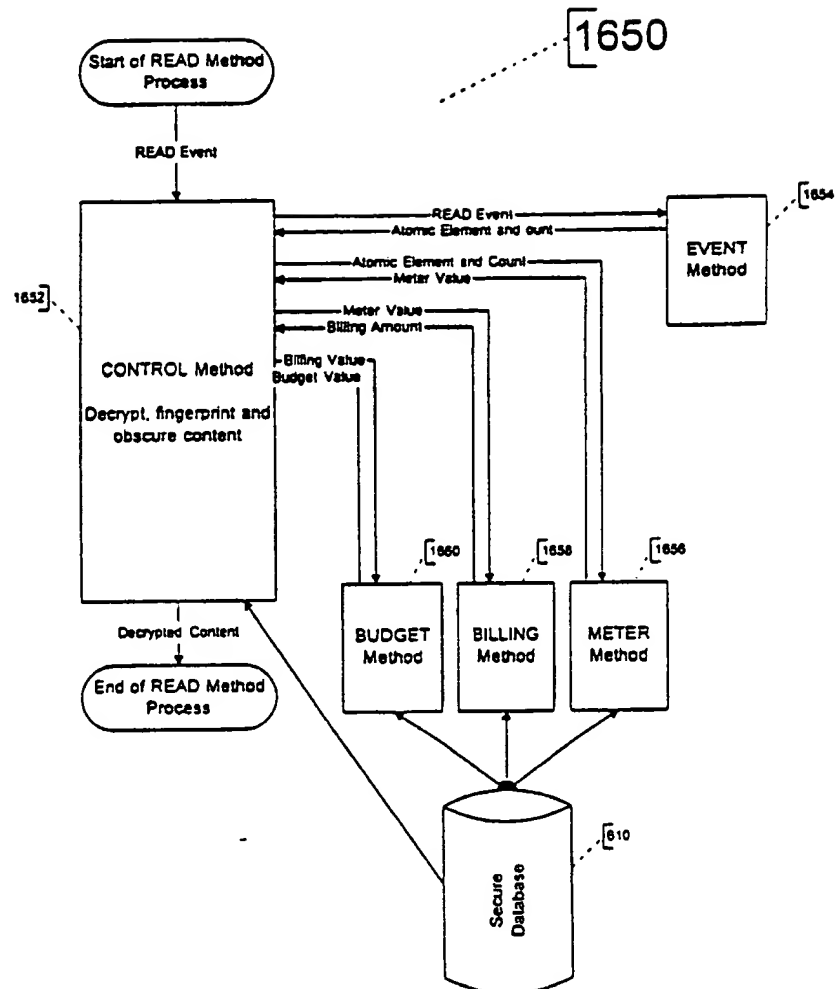 1650
Start of READ Method
Process
READ Event
READ Event
Atomic Element and ount
1654
EVENT
Method
Atomic Element and Count
Meter Value
1652
Meter Value
Billing Amount
Billing Value
Budget Value
CONTROL Method
Decrypt, fingerprint and
obscure content
1660
1658
1656
BUDGET
Method
BILLING
Method
METER
Method
Decrypted Content
End of READ Method
Process
610
Secure
Database